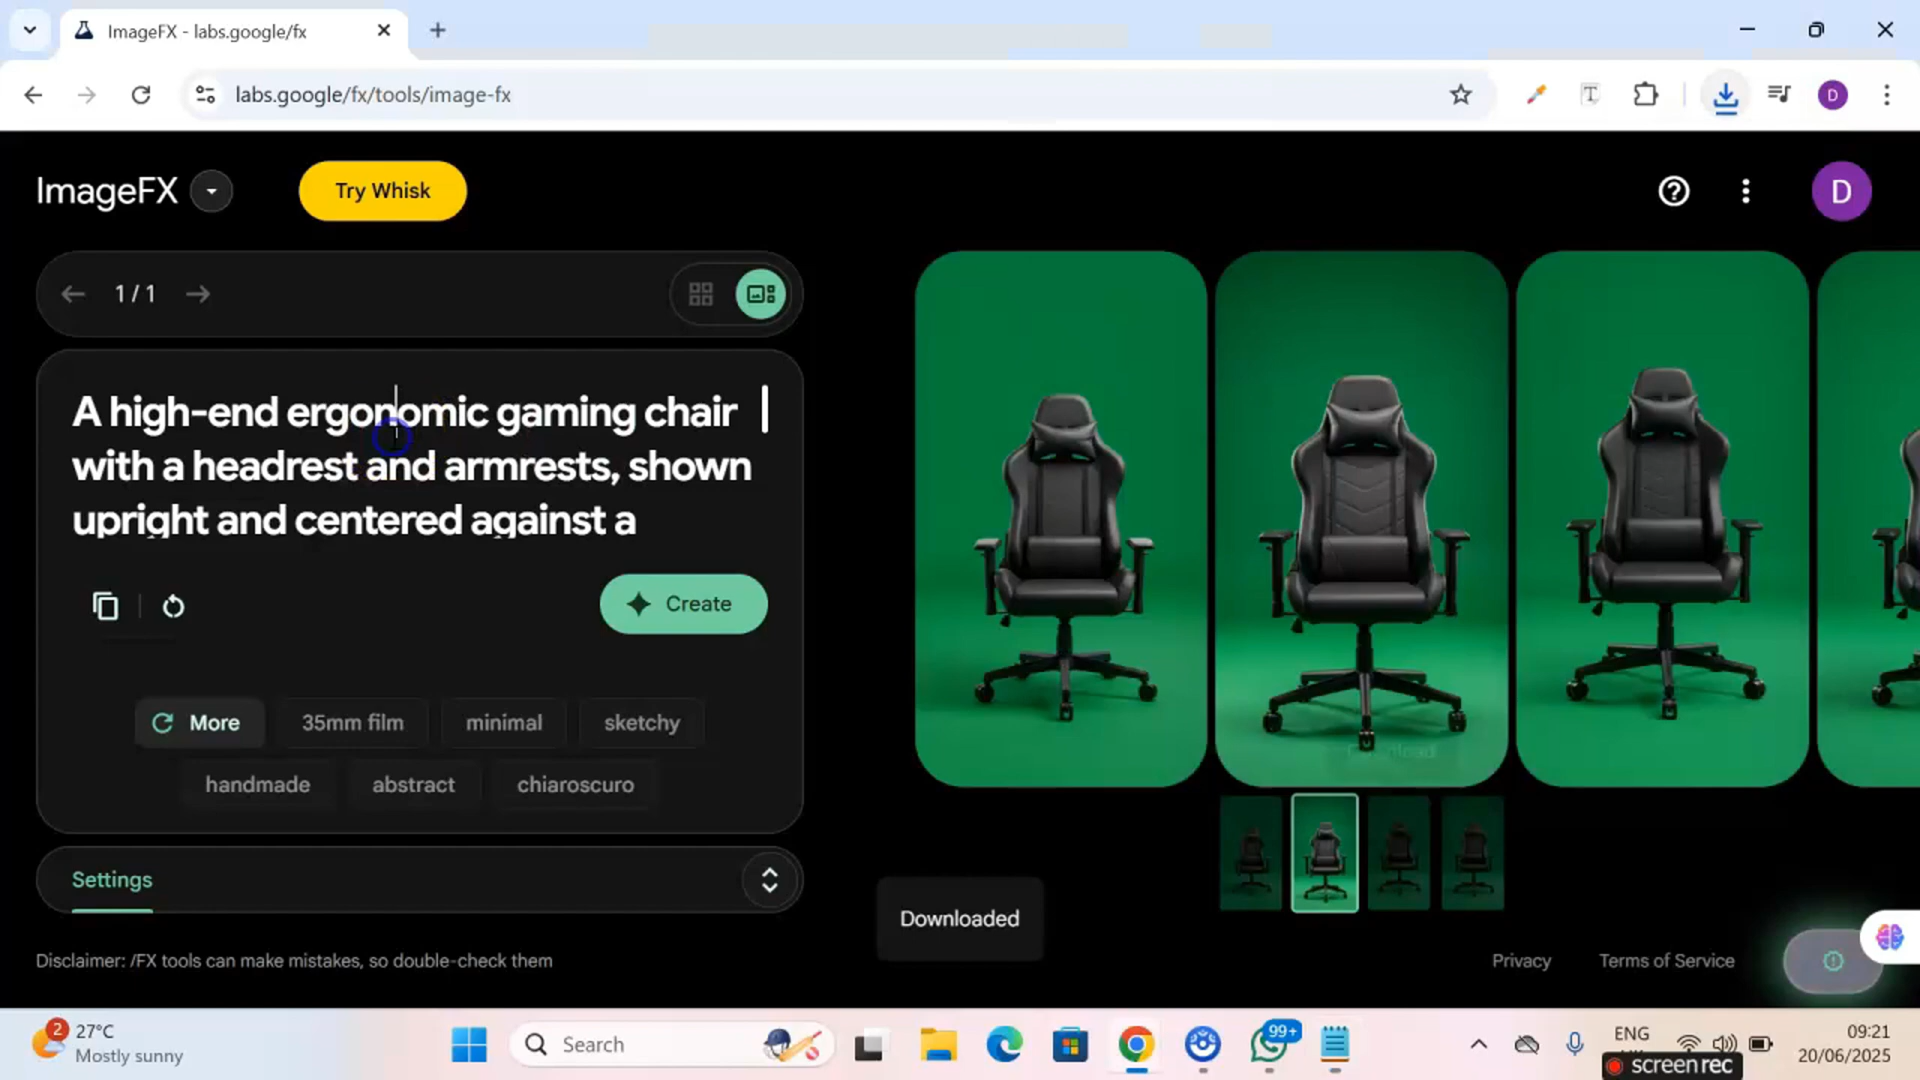 ImageFX - labs.google/fx
labs.google/fx/tools/image-fx
D
ImageFX
Try Whisk
D
1 / 1
A high-end ergonomic gaming chair
with a headrest and armrests, shown
upright and centered against a
Create
More
35mm film
minimal
sketchy
handmade
abstract
chiaroscuro
Settings
Downloaded
Disclaimer: /FX tools can make mistakes, so double-check them
Privacy
Terms of Service
2
27°C
Mostly sunny
Search
99+
ENG
09:21
20/06/2025
screen rec